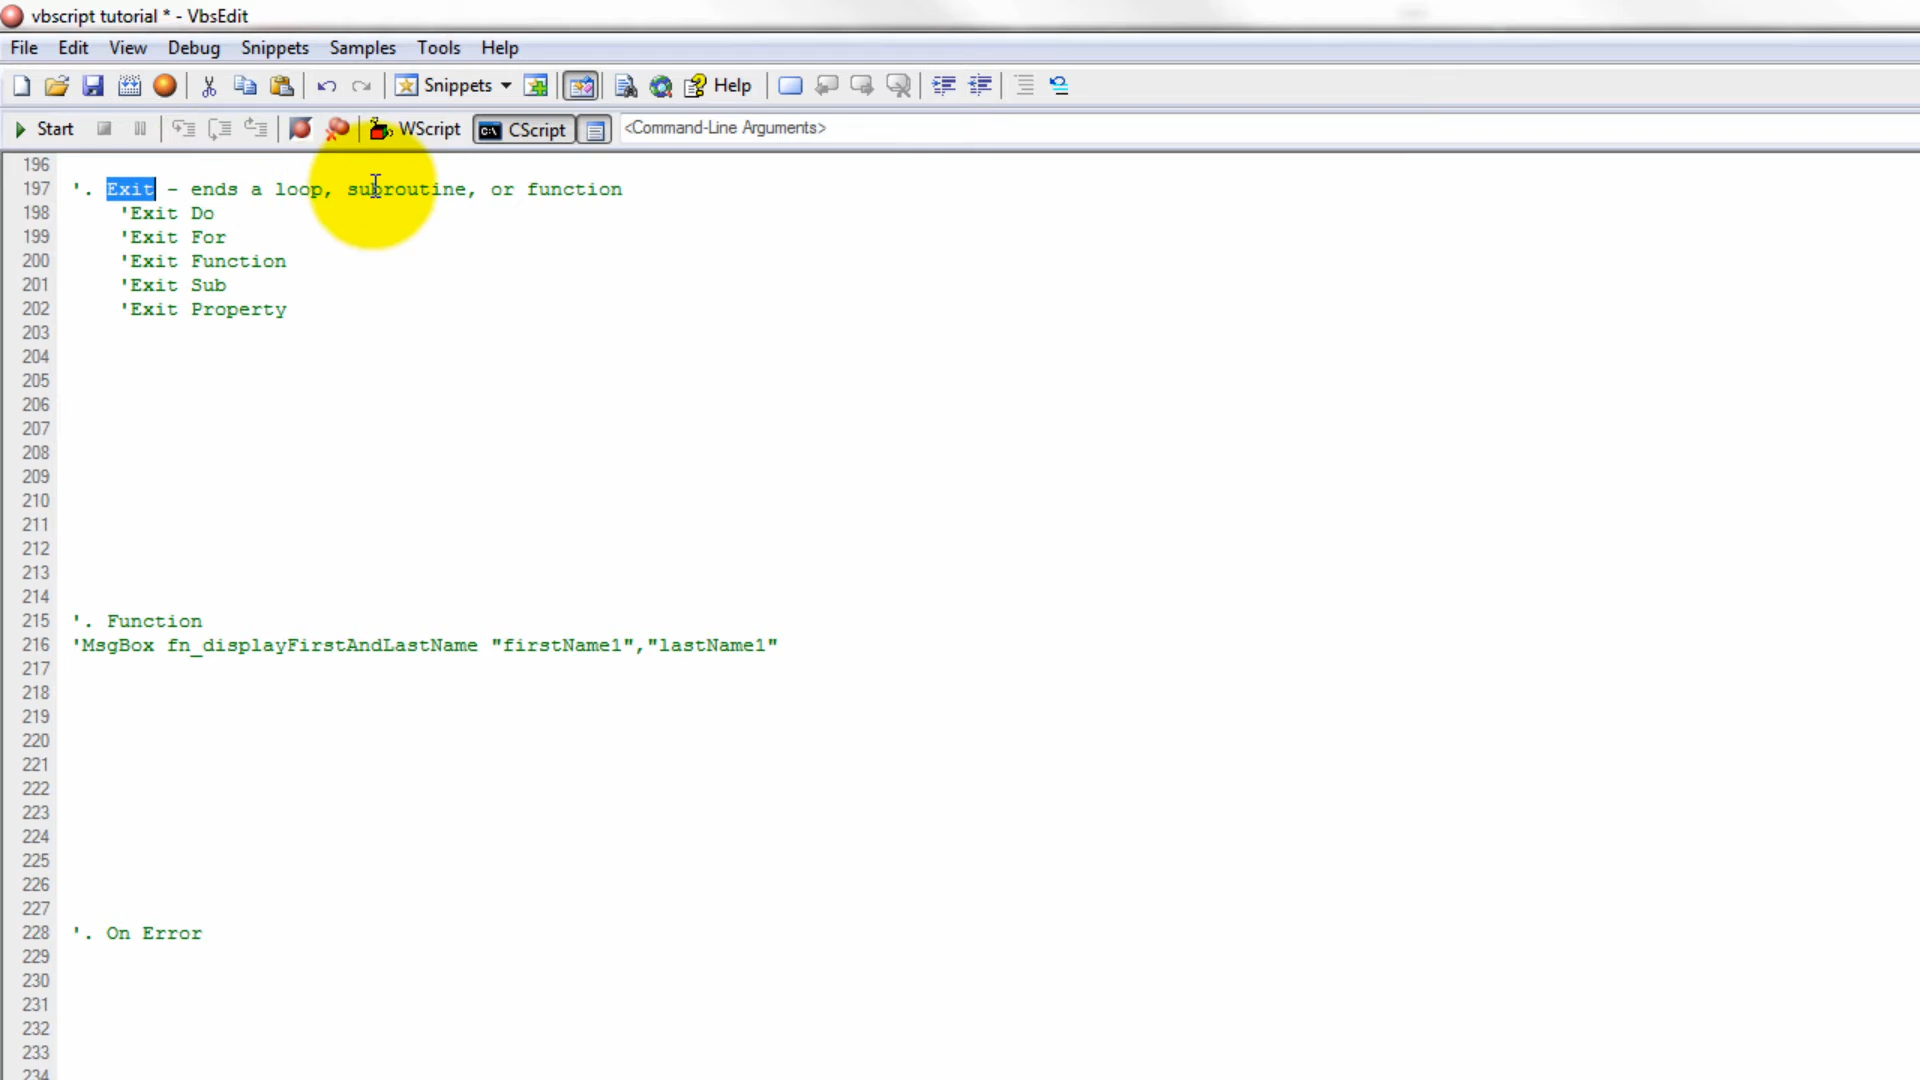 vbscript tutorial * - VbsEdit
File Edit View Debug Snippets Samples Tools Help
Snippets Help
Start WScript CScript <Command-Line Arguments>
196
197 '. Exit - ends a loop, subroutine, or function
198 'Exit Do
199 'Exit For
200 'Exit Function
201 'Exit Sub
202 'Exit Property
203
204
205
206
207
208
209
210
211
212
213
214
215 '. Function
216 'MsgBox fn_displayFirstAndLastName "firstName1","lastName1"
217
218
219
220
221
222
223
224
225
226
227
228 '. On Error
229
230
231
232
233
234